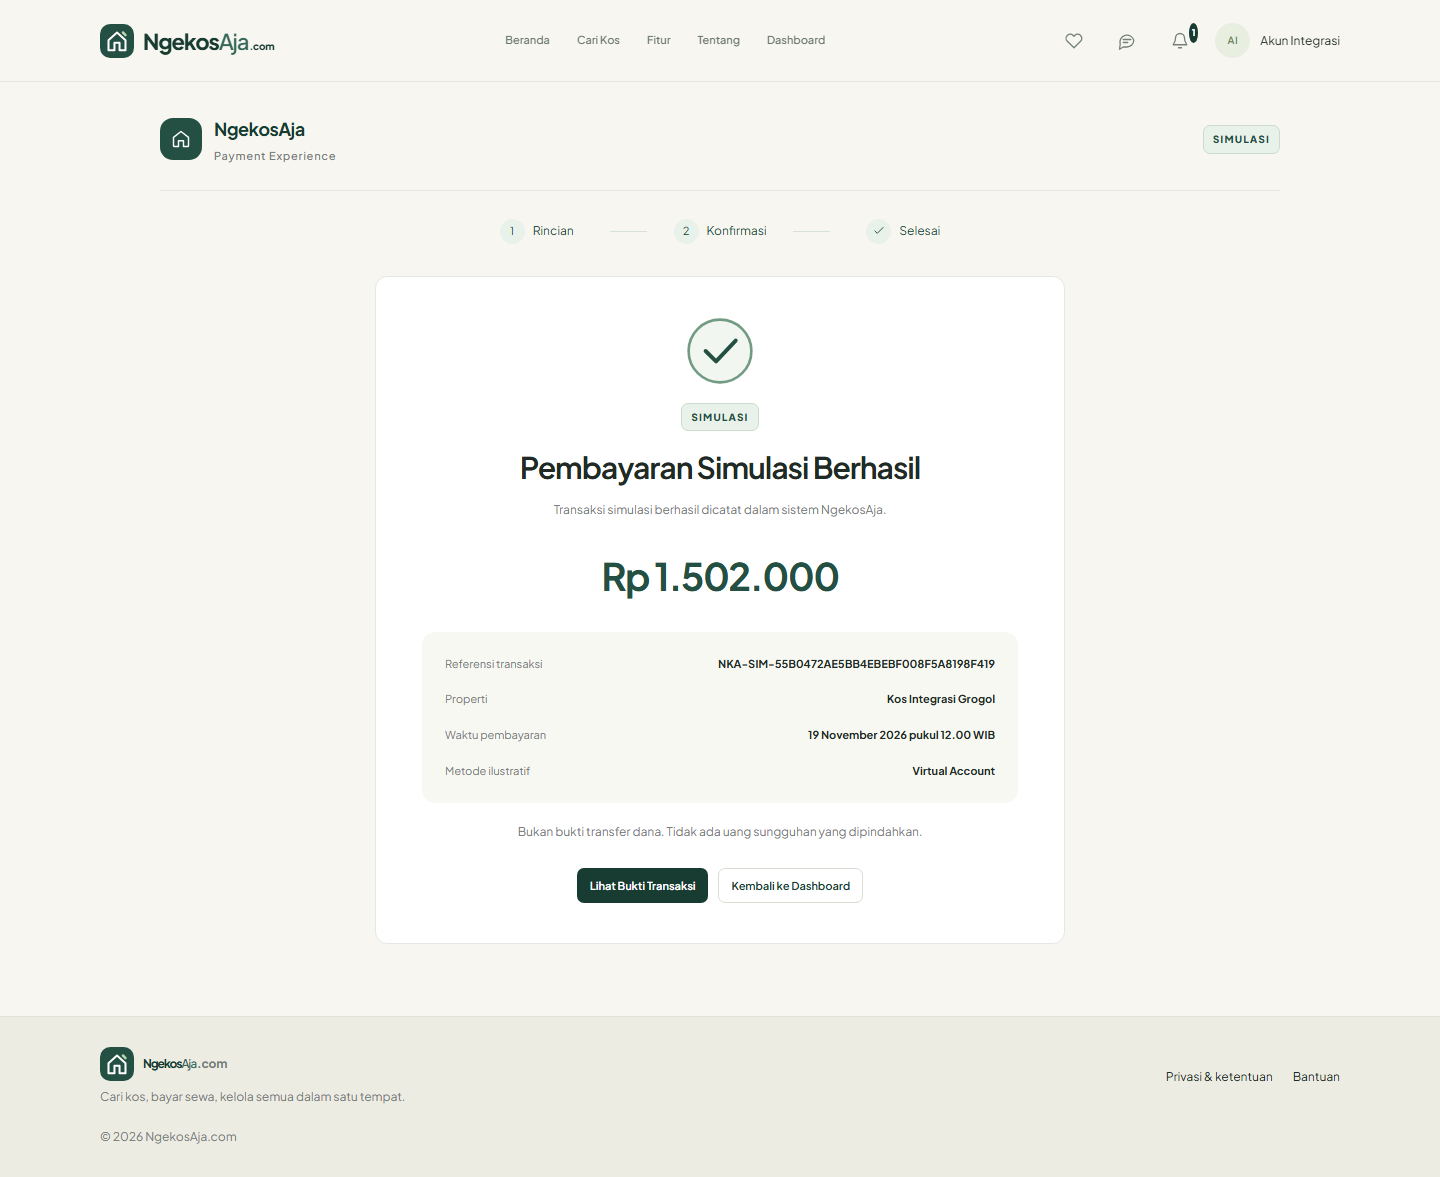 NgekosAja.com
Beranda Cari Kos Fitur Tentang Dashboard
1
AI Akun Integrasi
NgekosAja
Payment Experience
SIMULASI
1 Rincian 2 Konfirmasi Selesai
SIMULASI
Pembayaran Simulasi Berhasil
Transaksi simulasi berhasil dicatat dalam sistem NgekosAja.
Rp 1.502.000
Referensi transaksi NKA-SIM-55B0472AE5BB4EBEBF008F5A8198F419
Properti Kos Integrasi Grogol
Waktu pembayaran 19 November 2026 pukul 12.00 WIB
Metode ilustratif Virtual Account
Bukan bukti transfer dana. Tidak ada uang sungguhan yang dipindahkan.
Lihat Bukti Transaksi Kembali ke Dashboard
NgekosAja.com
Cari kos, bayar sewa, kelola semua dalam satu tempat.
Privasi & ketentuan Bantuan
© 2026 NgekosAja.com